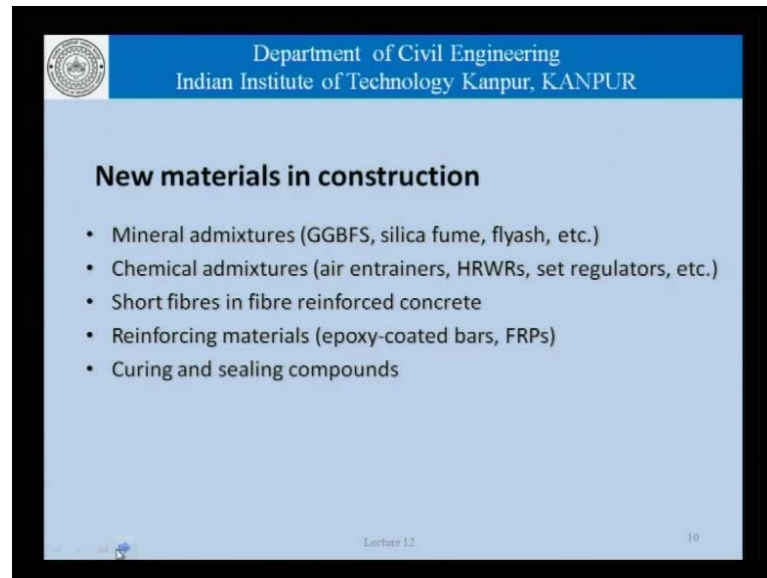 Department of Civil Engineering
Indian Institute of Technology Kanpur, KANPUR
New materials in construction
• Mineral admixtures (GGBFS, silica fume, flyash, etc.)
• Chemical admixtures (air entrainers, HRWRs, set regulators, etc.)
• Short fibres in fibre reinforced concrete
• Reinforcing materials (epoxy-coated bars, FRPs)
• Curing and sealing compounds
Lecture 12
10